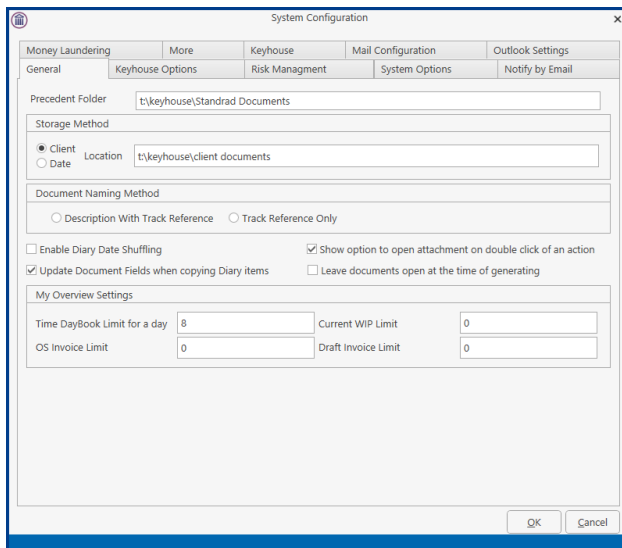 System Configuration
Money Laundering More Keyhouse Mail Configuration Outlook Settings
General Keyhouse Options Risk Managment System Options Notify by Email
Precedent Folder t:\keyhouse\Standrad Documents
Storage Method
Client
Location t:\keyhouse\client documents
Date
Document Naming Method
Description With Track Reference Track Reference Only
Enable Diary Date Shuffling Show option to open attachment on double click of an action
Update Document Fields when copying Diary items Leave documents open at the time of generating
My Overview Settings
Time DayBook Limit for a day 8 Current WIP Limit 0
OS Invoice Limit 0 Draft Invoice Limit 0
OK Cancel